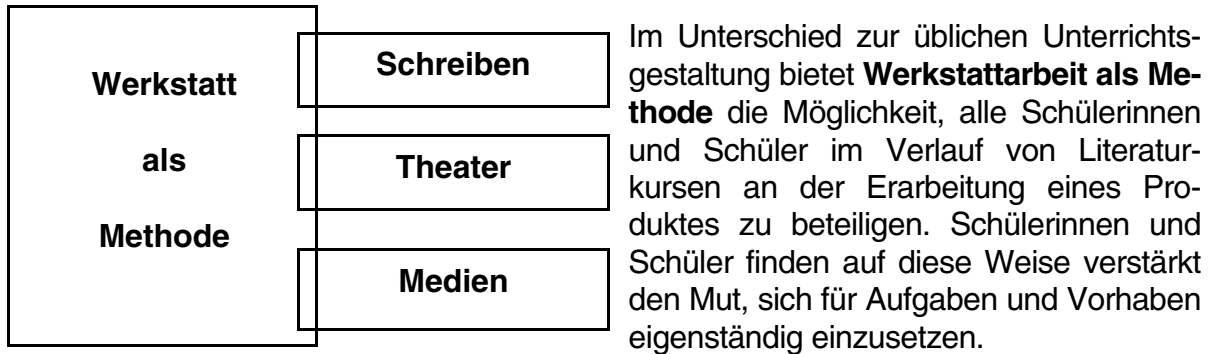 Werkstatt
als
Methode
Schreiben
Theater
Medien
Im Unterschied zur üblichen Unterrichts-
gestaltung bietet Werkstattarbeit als Me-
thode die Möglichkeit, alle Schülerinnen
und Schüler im Verlauf von Literatur-
kursen an der Erarbeitung eines Pro-
duktes zu beteiligen. Schülerinnen und
Schüler finden auf diese Weise verstärkt
den Mut, sich für Aufgaben und Vorhaben
eigenständig einzusetzen.